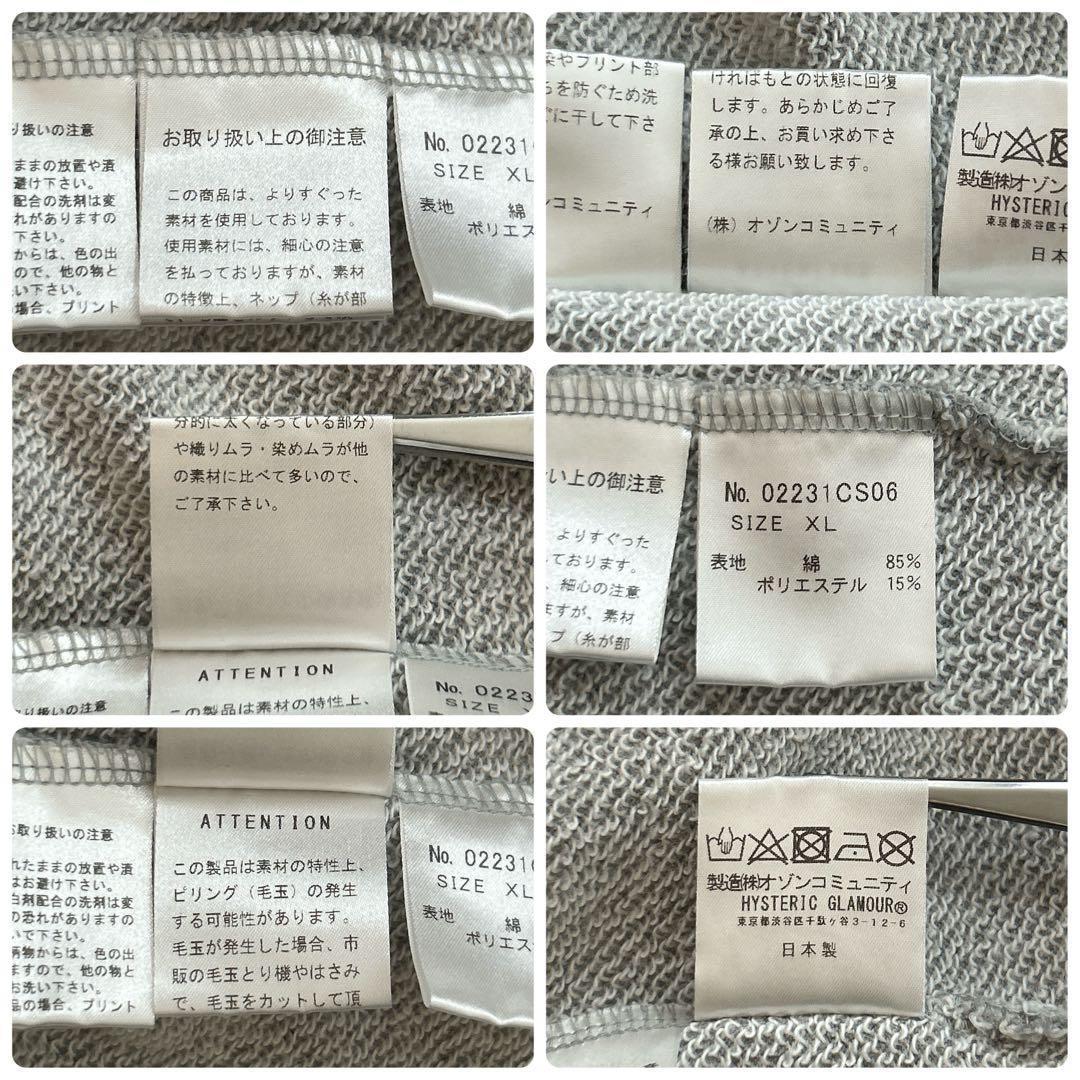 り扱いの注意
ままの放置や漬
避け下さい。
配合の洗剤は変
れがありますの
下さい。
からは、色の出
ので、他の物と
い下さい。
場合、プリント
お取り扱い上の御注意
この商品は、よりすぐった
素材を使用しております。
使用素材には、細心の注意
を払っておりますが、素材
の特徴上、ネップ（糸が部
No. 02231
SIZE XL
表地 綿
ポリエス
染やプリント部
らを防ぐため洗
ぐに干して下さ
ンコミュニティ
ければもとの状態に回復
します。あらかじめご了
承の上、お買い求め下さ
る様お願い致します。
(株) オゾンコミュニティ
製造㈱オゾン
HYSTERIC
東京都渋谷区千
日本
分的に太くなっている部分）
や織りムラ・染めムラが他
の素材に比べて多いので、
ご了承下さい。
り扱いの注意
ATTENTION
この製品は素材の特性上、
No. 0223
SIZE
い上の御注意
よりすぐった
ております。
、細心の注意
ますが、素材
プ（糸が部
No. 02231CS06
SIZE XL
表地 綿 85%
ポリエステル 15%
お取り扱いの注意
れたままの放置や漬
はお避け下さい。
白剤配合の洗剤は変
の恐れがありますの
いで下さい。
柄物からは、色の出
ますので、他の物と
お洗い下さい。
品の場合、プリント
ATTENTION
この製品は素材の特性上、
ピリング（毛玉）の発生
する可能性があります。
毛玉が発生した場合、市
販の毛玉とり機やはさみ
で、毛玉をカットして頂
No. 02231
SIZE XL
表地 綿
ポリエス
製造㈱オゾンコミュニティ
HYSTERIC GLAMOUR®
東京都渋谷区千駄ヶ谷3-12-6
日本製